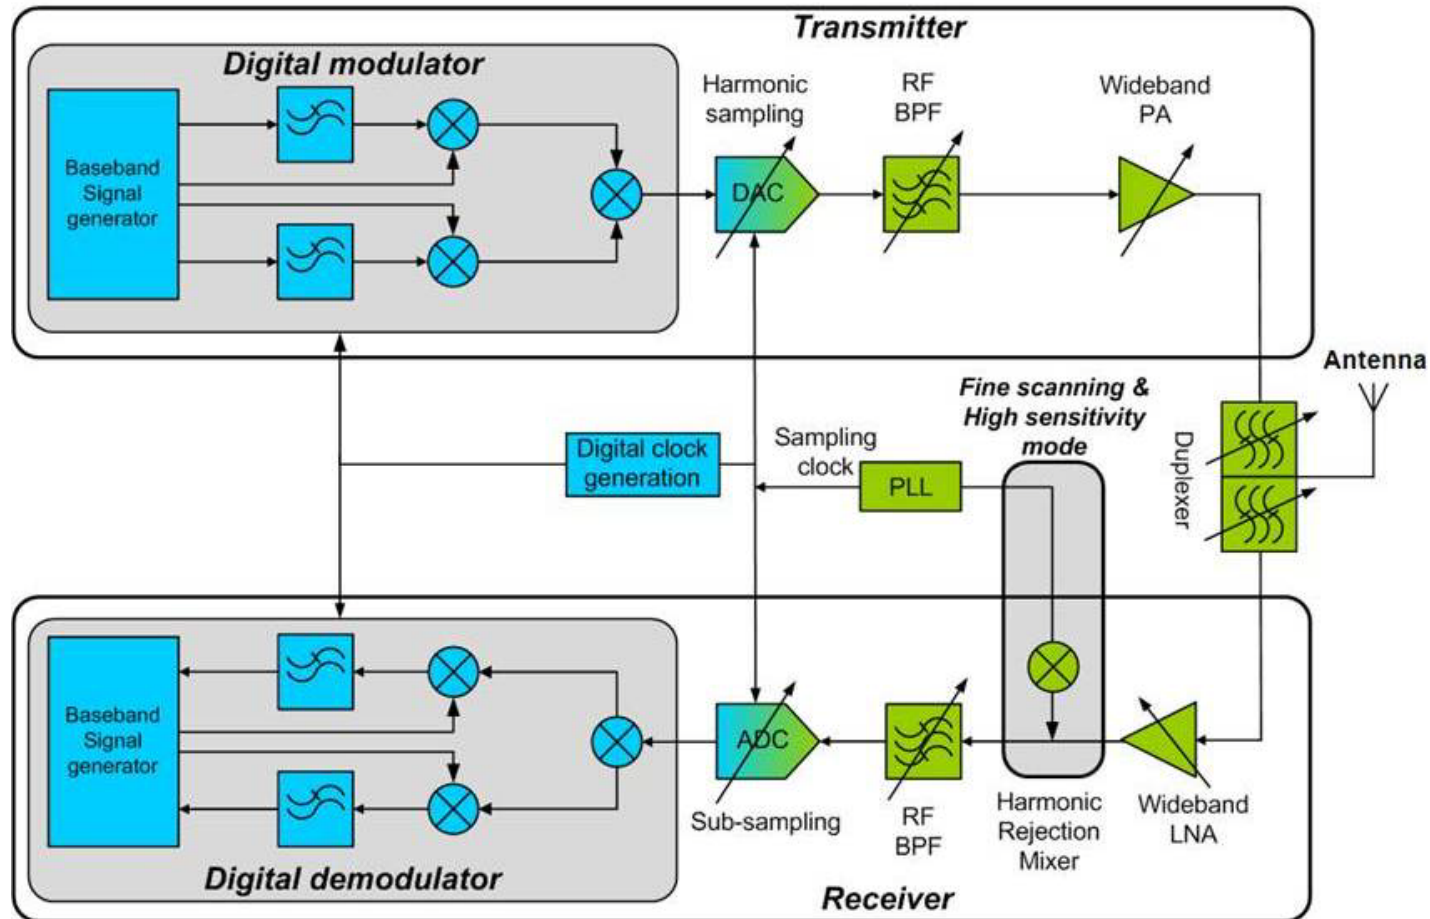 Transmitter
Digital modulator
Baseband
Signal
generator
Harmonic
sampling
DAC
RF
BPF
Wideband
PA
Antenna
Fine scanning &
High sensitivity
mode
Digital clock
generation
Sampling
clock
PLL
Duplexer
Baseband
Signal
generator
ADC
Sub-sampling
RF
BPF
Harmonic
Rejection
Mixer
Wideband
LNA
Digital demodulator
Receiver